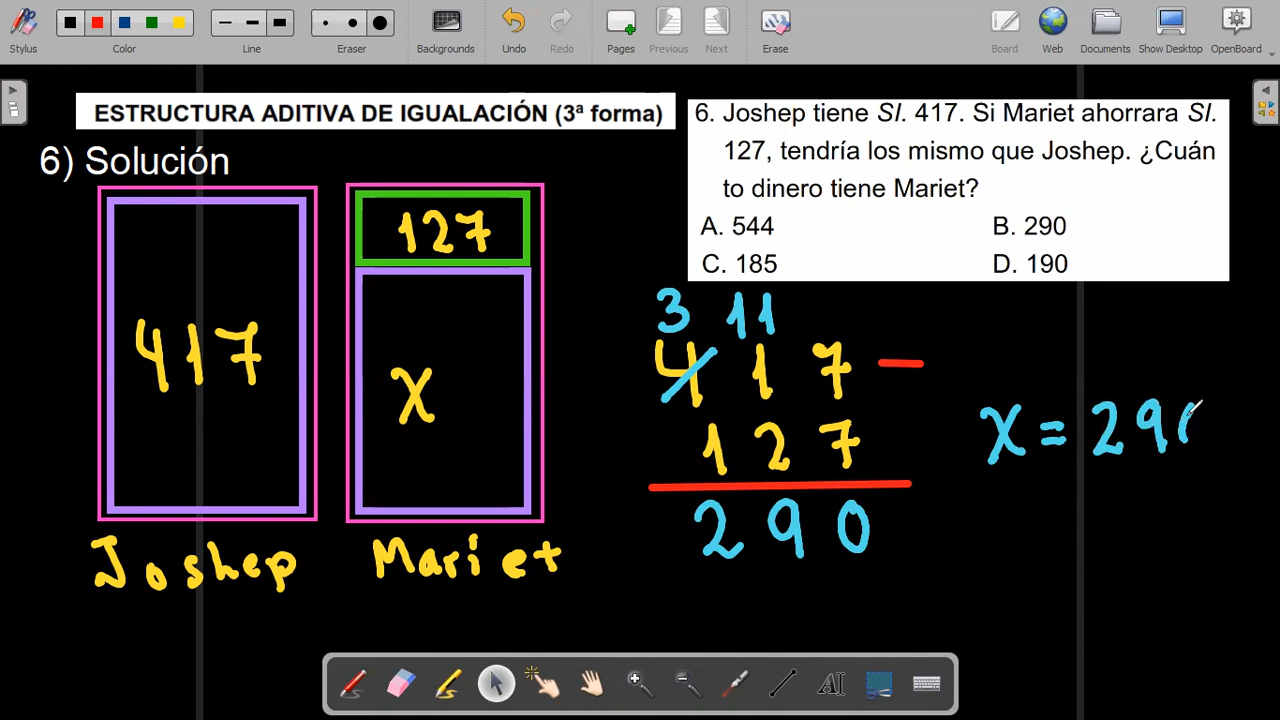 Stylus Color Line Eraser Backgrounds Undo Redo Pages Previous Next Erase Board Web Documents Show Desktop OpenBoard
ESTRUCTURA ADITIVA DE IGUALACIÓN (3ª forma)
6) Solución
6. Joshep tiene S/. 417. Si Mariet ahorrara S/.
127, tendría los mismo que Joshep. ¿Cuán
to dinero tiene Mariet?
A. 544 B. 290
C. 185 D. 190
127
417
x
Joshep Mariet
3 11
417 −
127
290
x = 290
AI